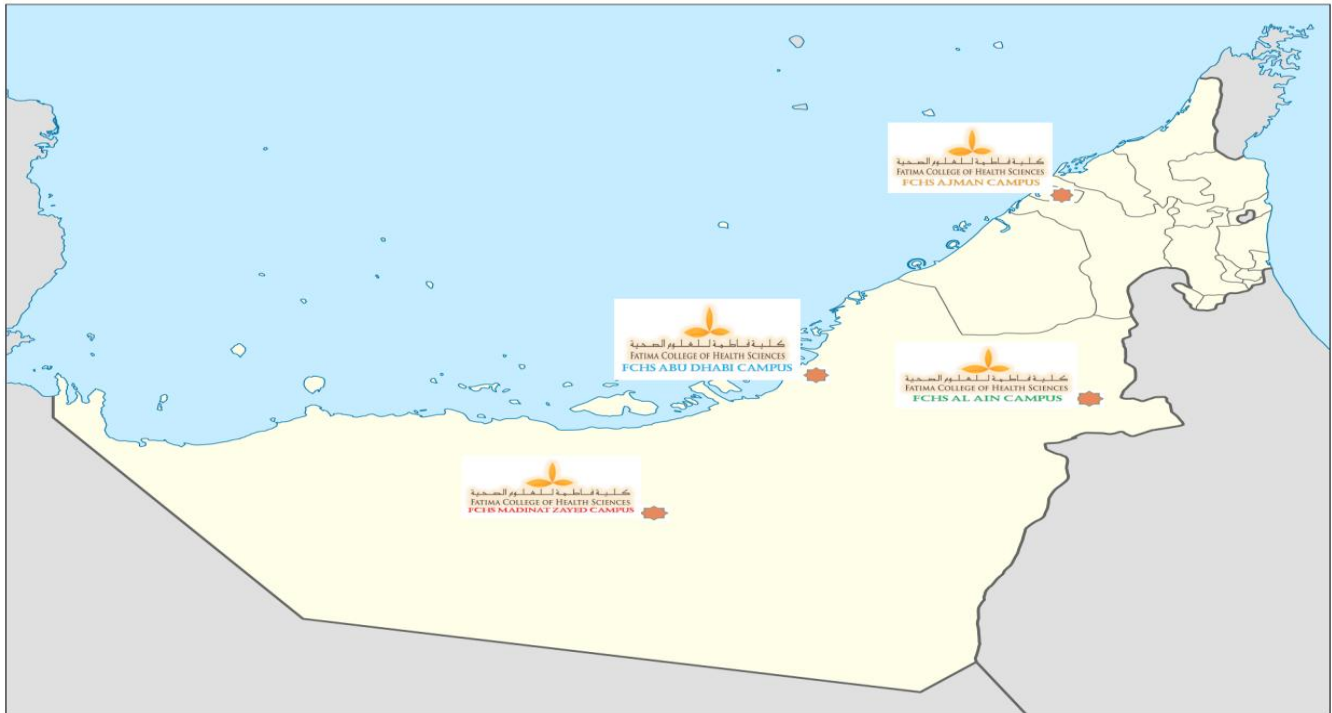 كلية فاطمة للعلوم الصحية
FATIMA COLLEGE OF HEALTH SCIENCES
FCHS AJMAN CAMPUS
كلية فاطمة للعلوم الصحية
FATIMA COLLEGE OF HEALTH SCIENCES
FCHS ABU DHABI CAMPUS
كلية فاطمة للعلوم الصحية
FATIMA COLLEGE OF HEALTH SCIENCES
FCHS AL AIN CAMPUS
كلية فاطمة للعلوم الصحية
FATIMA COLLEGE OF HEALTH SCIENCES
FCHS MADINAT ZAYED CAMPUS